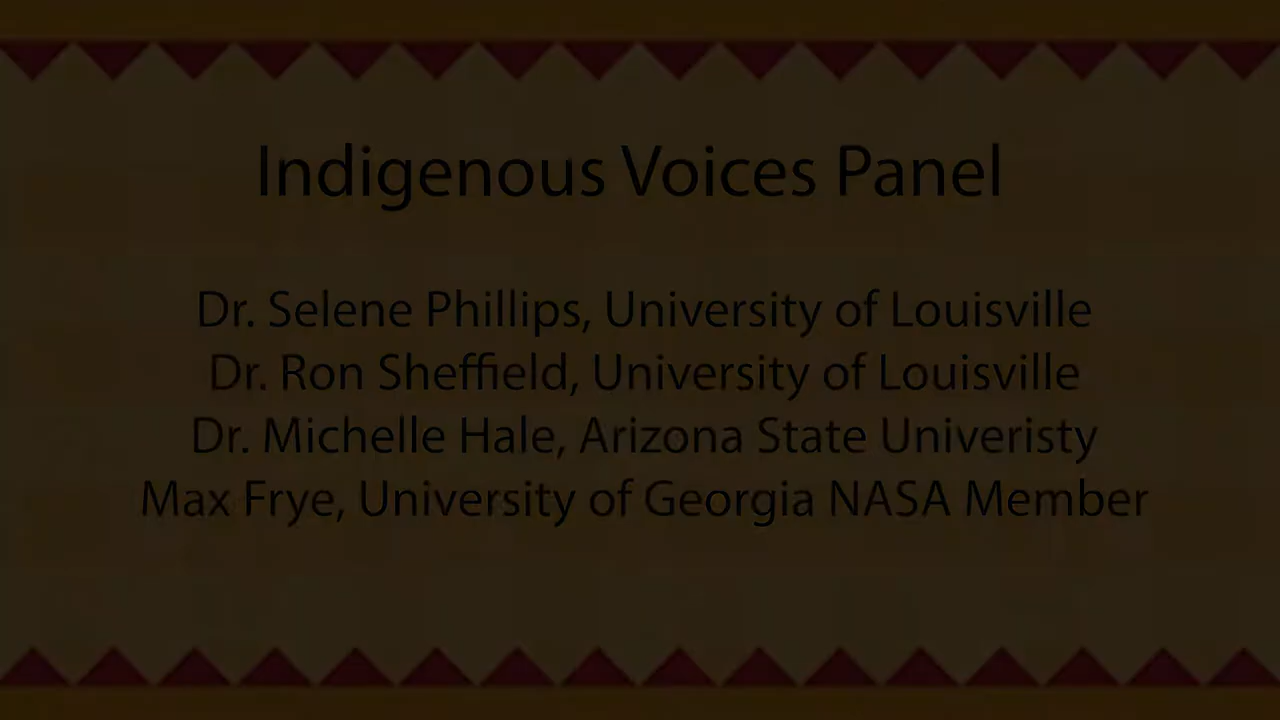 Indigenous Voices Panel
Dr. Selene Phillips, University of Louisville
Dr. Ron Sheffield, University of Louisville
Dr. Michelle Hale, Arizona State Univeristy
Max Frye, University of Georgia NASA Member